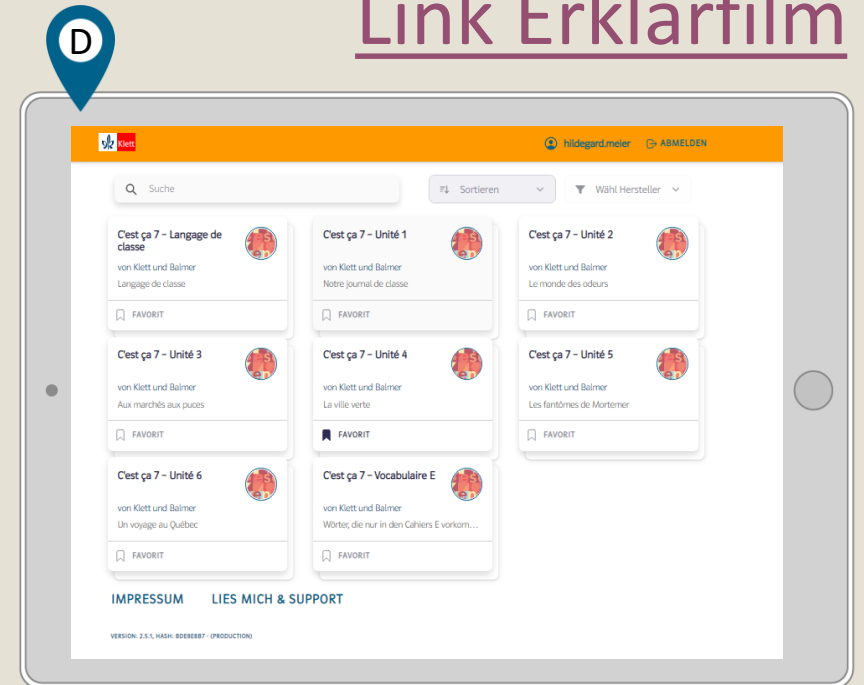 Link Erklärfilm
D
Klett
hildegard.meier
ABMELDEN
Suche
Sortieren
Wähl Hersteller
C'est ça 7 – Langage de
classe
von Klett und Balmer
Langage de classe
FAVORIT
C'est ça 7 – Unité 1
von Klett und Balmer
Notre journal de classe
FAVORIT
C'est ça 7 – Unité 2
von Klett und Balmer
Le monde des odeurs
FAVORIT
C'est ça 7 – Unité 3
von Klett und Balmer
Aux marchés aux puces
FAVORIT
C'est ça 7 – Unité 4
von Klett und Balmer
La ville verte
FAVORIT
C'est ça 7 – Unité 5
von Klett und Balmer
Les fantômes de Mortemer
FAVORIT
C'est ça 7 – Unité 6
von Klett und Balmer
Un voyage au Québec
FAVORIT
C'est ça 7 – Vocabulaire E
von Klett und Balmer
Wörter, die nur in den Cahiers E vorkom…
FAVORIT
IMPRESSUM
LIES MICH & SUPPORT
VERSION: 2.5.1, HASH: BDE8E8B7 - (PRODUCTION)